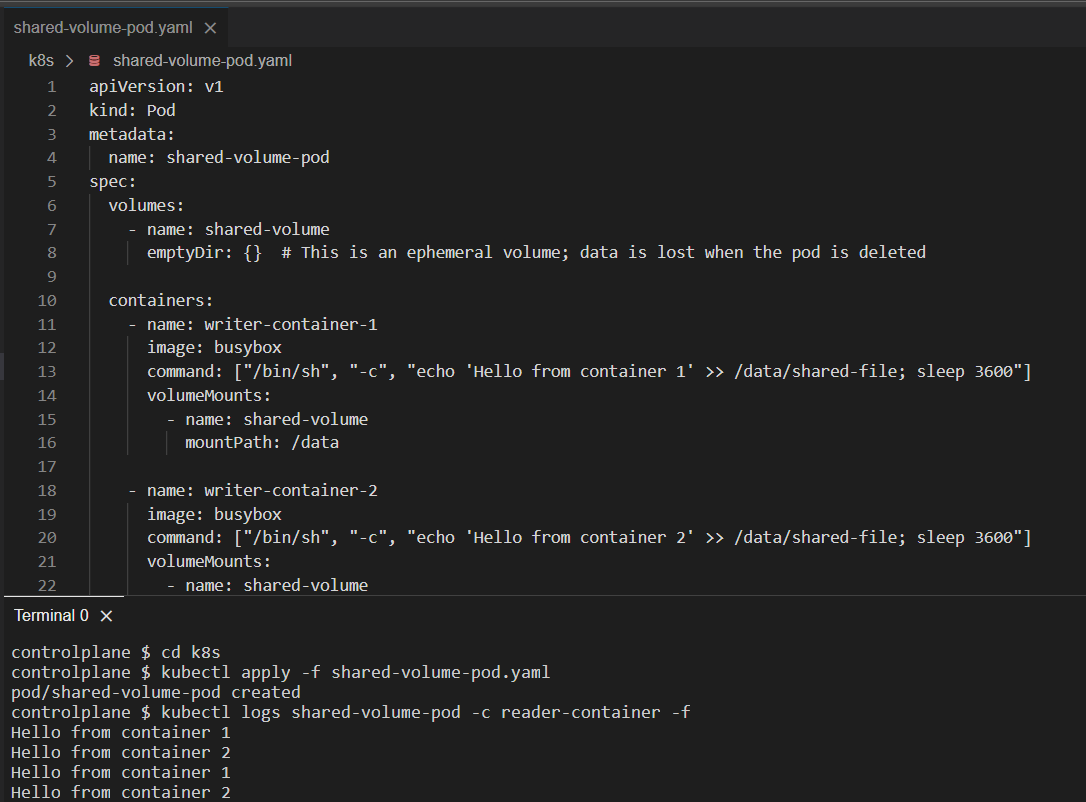 shared-volume-pod.yaml
k8s > shared-volume-pod.yaml
1 apiVersion: v1
2 kind: Pod
3 metadata:
4   name: shared-volume-pod
5 spec:
6   volumes:
7     - name: shared-volume
8       emptyDir: {}  # This is an ephemeral volume; data is lost when the pod is deleted
9
10   containers:
11     - name: writer-container-1
12       image: busybox
13       command: ["/bin/sh", "-c", "echo 'Hello from container 1' >> /data/shared-file; sleep 3600"]
14       volumeMounts:
15         - name: shared-volume
16           mountPath: /data
17
18     - name: writer-container-2
19       image: busybox
20       command: ["/bin/sh", "-c", "echo 'Hello from container 2' >> /data/shared-file; sleep 3600"]
21       volumeMounts:
22         - name: shared-volume
Terminal 0
controlplane $ cd k8s
controlplane $ kubectl apply -f shared-volume-pod.yaml
pod/shared-volume-pod created
controlplane $ kubectl logs shared-volume-pod -c reader-container -f
Hello from container 1
Hello from container 2
Hello from container 1
Hello from container 2